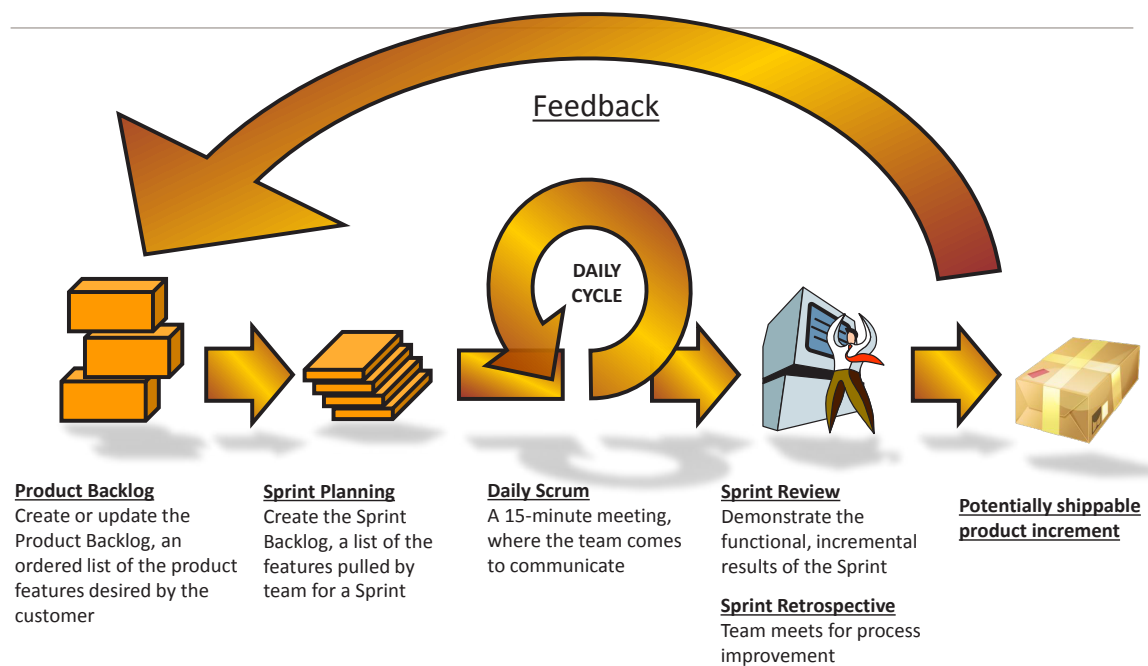 Feedback
DAILY
CYCLE
Product Backlog
Create or update the
Product Backlog, an
ordered list of the product
features desired by the
customer
Sprint Planning
Create the Sprint
Backlog, a list of the
features pulled by
team for a Sprint
Daily Scrum
A 15-minute meeting,
where the team comes
to communicate
Sprint Review
Demonstrate the
functional, incremental
results of the Sprint
Sprint Retrospective
Team meets for process
improvement
Potentially shippable
product increment